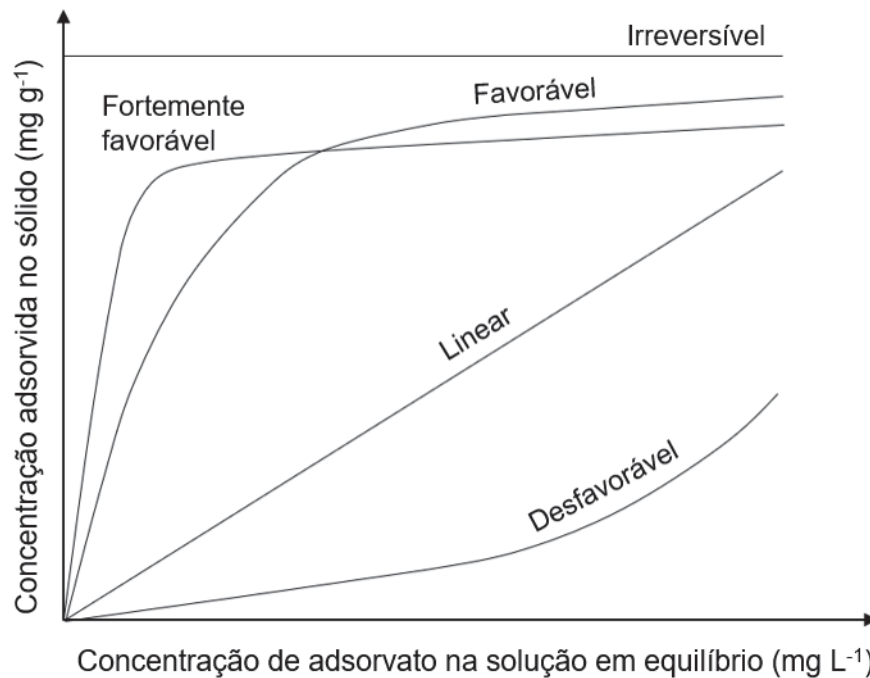 Irreversível
Favorável
Fortemente
favorável
Linear
Desfavorável
Concentração adsorvida no sólido (mg g⁻¹)
Concentração de adsorvato na solução em equilíbrio (mg L⁻¹)